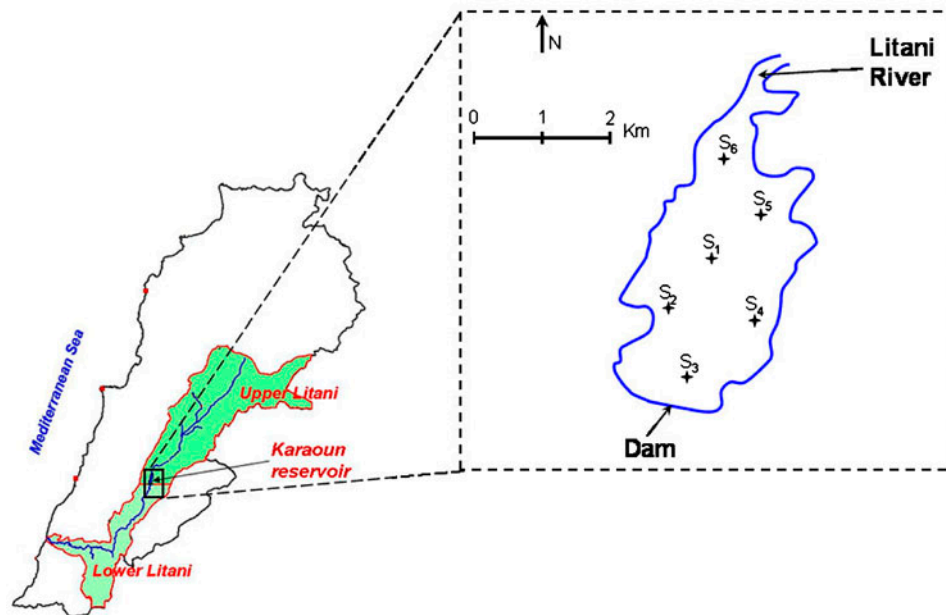 N
Litani
River
0 1 2
Km
S6
S5
S1
S2
S4
S3
Dam
Mediterranean Sea
Upper Litani
Karaoun
reservoir
Lower Litani